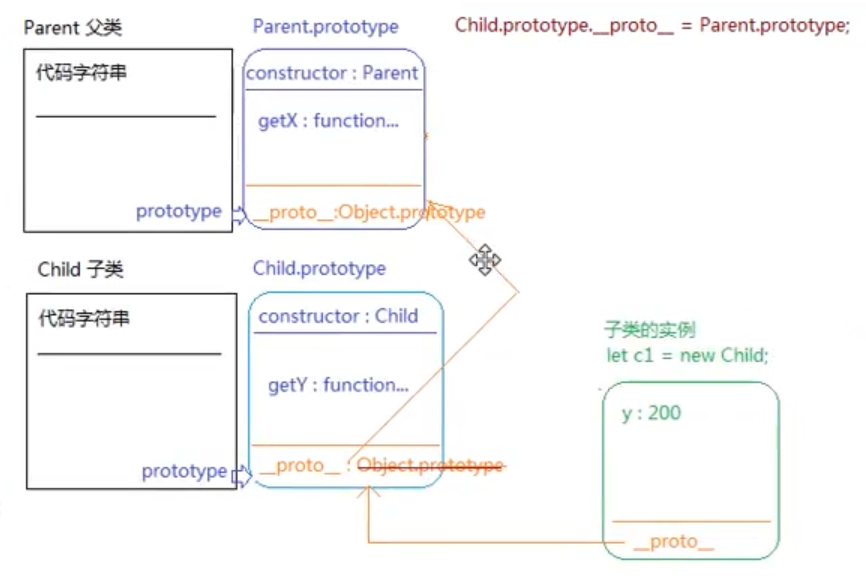 Parent 父类
Parent.prototype
Child.prototype.__proto__ = Parent.prototype;
代码字符串
constructor : Parent
getX : function...
prototype
__proto__:Object.prototype
Child 子类
Child.prototype
代码字符串
constructor : Child
getY : function...
prototype
__proto__ : Object.prototype
子类的实例
let c1 = new Child;
y : 200
__proto__